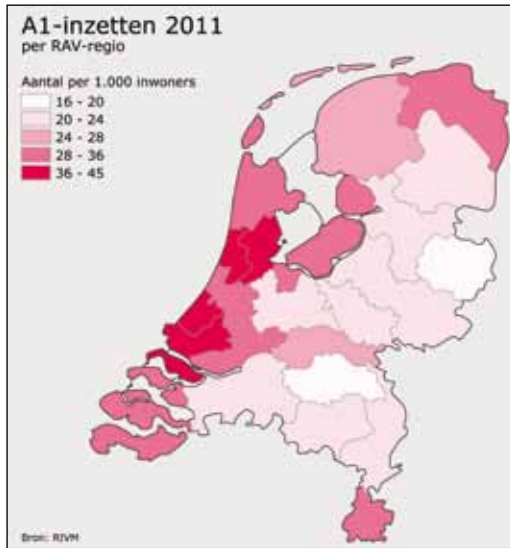 A1-inzetten 2011
per RAV-regio
Aantal per 1.000 inwoners
16 - 20
20 - 24
24 - 28
28 - 36
36 - 45
Bron: RIVM